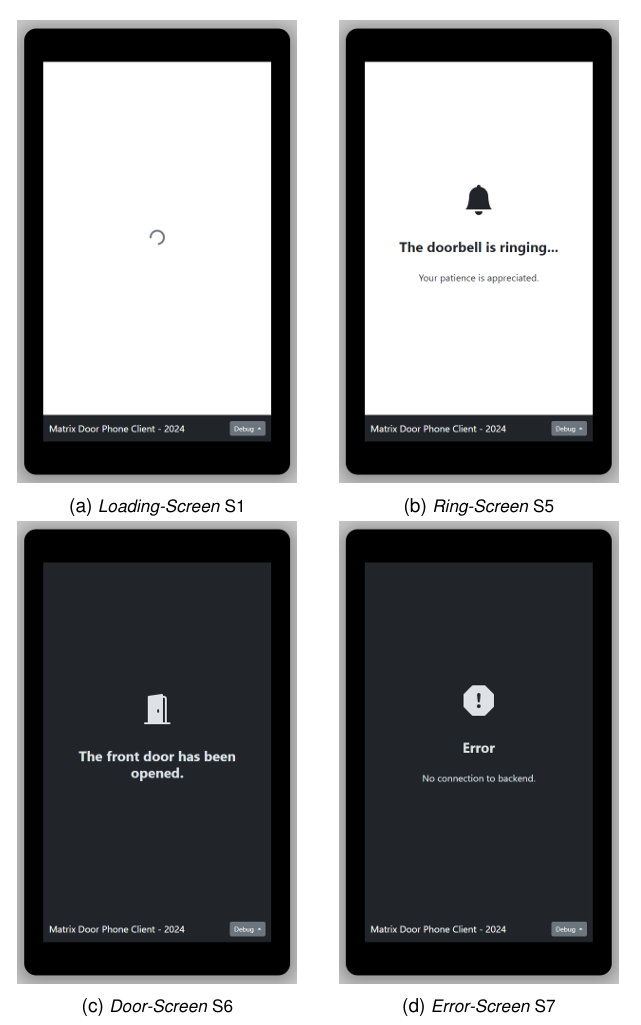 Matrix Door Phone Client - 2024
Debug
(a) Loading-Screen S1
The doorbell is ringing...
Your patience is appreciated.
Matrix Door Phone Client - 2024
Debug
(b) Ring-Screen S5
The front door has been
opened.
Matrix Door Phone Client - 2024
Debug
(c) Door-Screen S6
Error
No connection to backend.
Matrix Door Phone Client - 2024
Debug
(d) Error-Screen S7